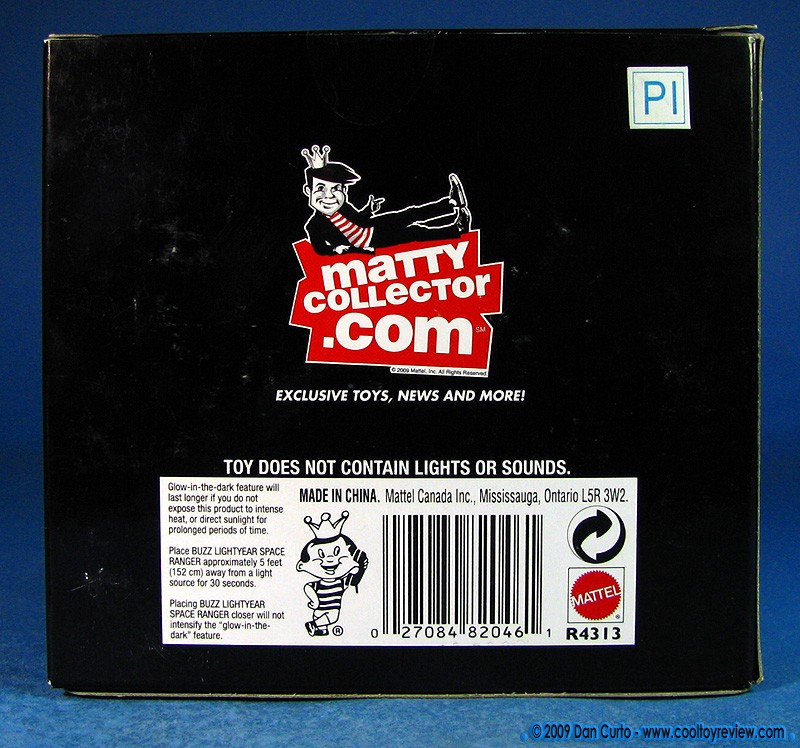 PI
maTTY
COLLECTOR
.com SM
© 2009 Mattel, Inc. All Rights Reserved.
EXCLUSIVE TOYS, NEWS AND MORE!
TOY DOES NOT CONTAIN LIGHTS OR SOUNDS.
Glow-in-the-dark feature will
last longer if you do not
expose this product to intense
heat, or direct sunlight for
prolonged periods of time.
Place BUZZ LIGHTYEAR SPACE
RANGER approximately 5 feet
(152 cm) away from a light
source for 30 seconds.
Placing BUZZ LIGHTYEAR
SPACE RANGER closer will not
intensify the "glow-in-the-
dark" feature.
MADE IN CHINA. Mattel Canada Inc., Mississauga, Ontario L5R 3W2.
®
0 27084 82046 1
MATTEL
®
R4313
© 2009 Dan Curto - www.cooltoyreview.com